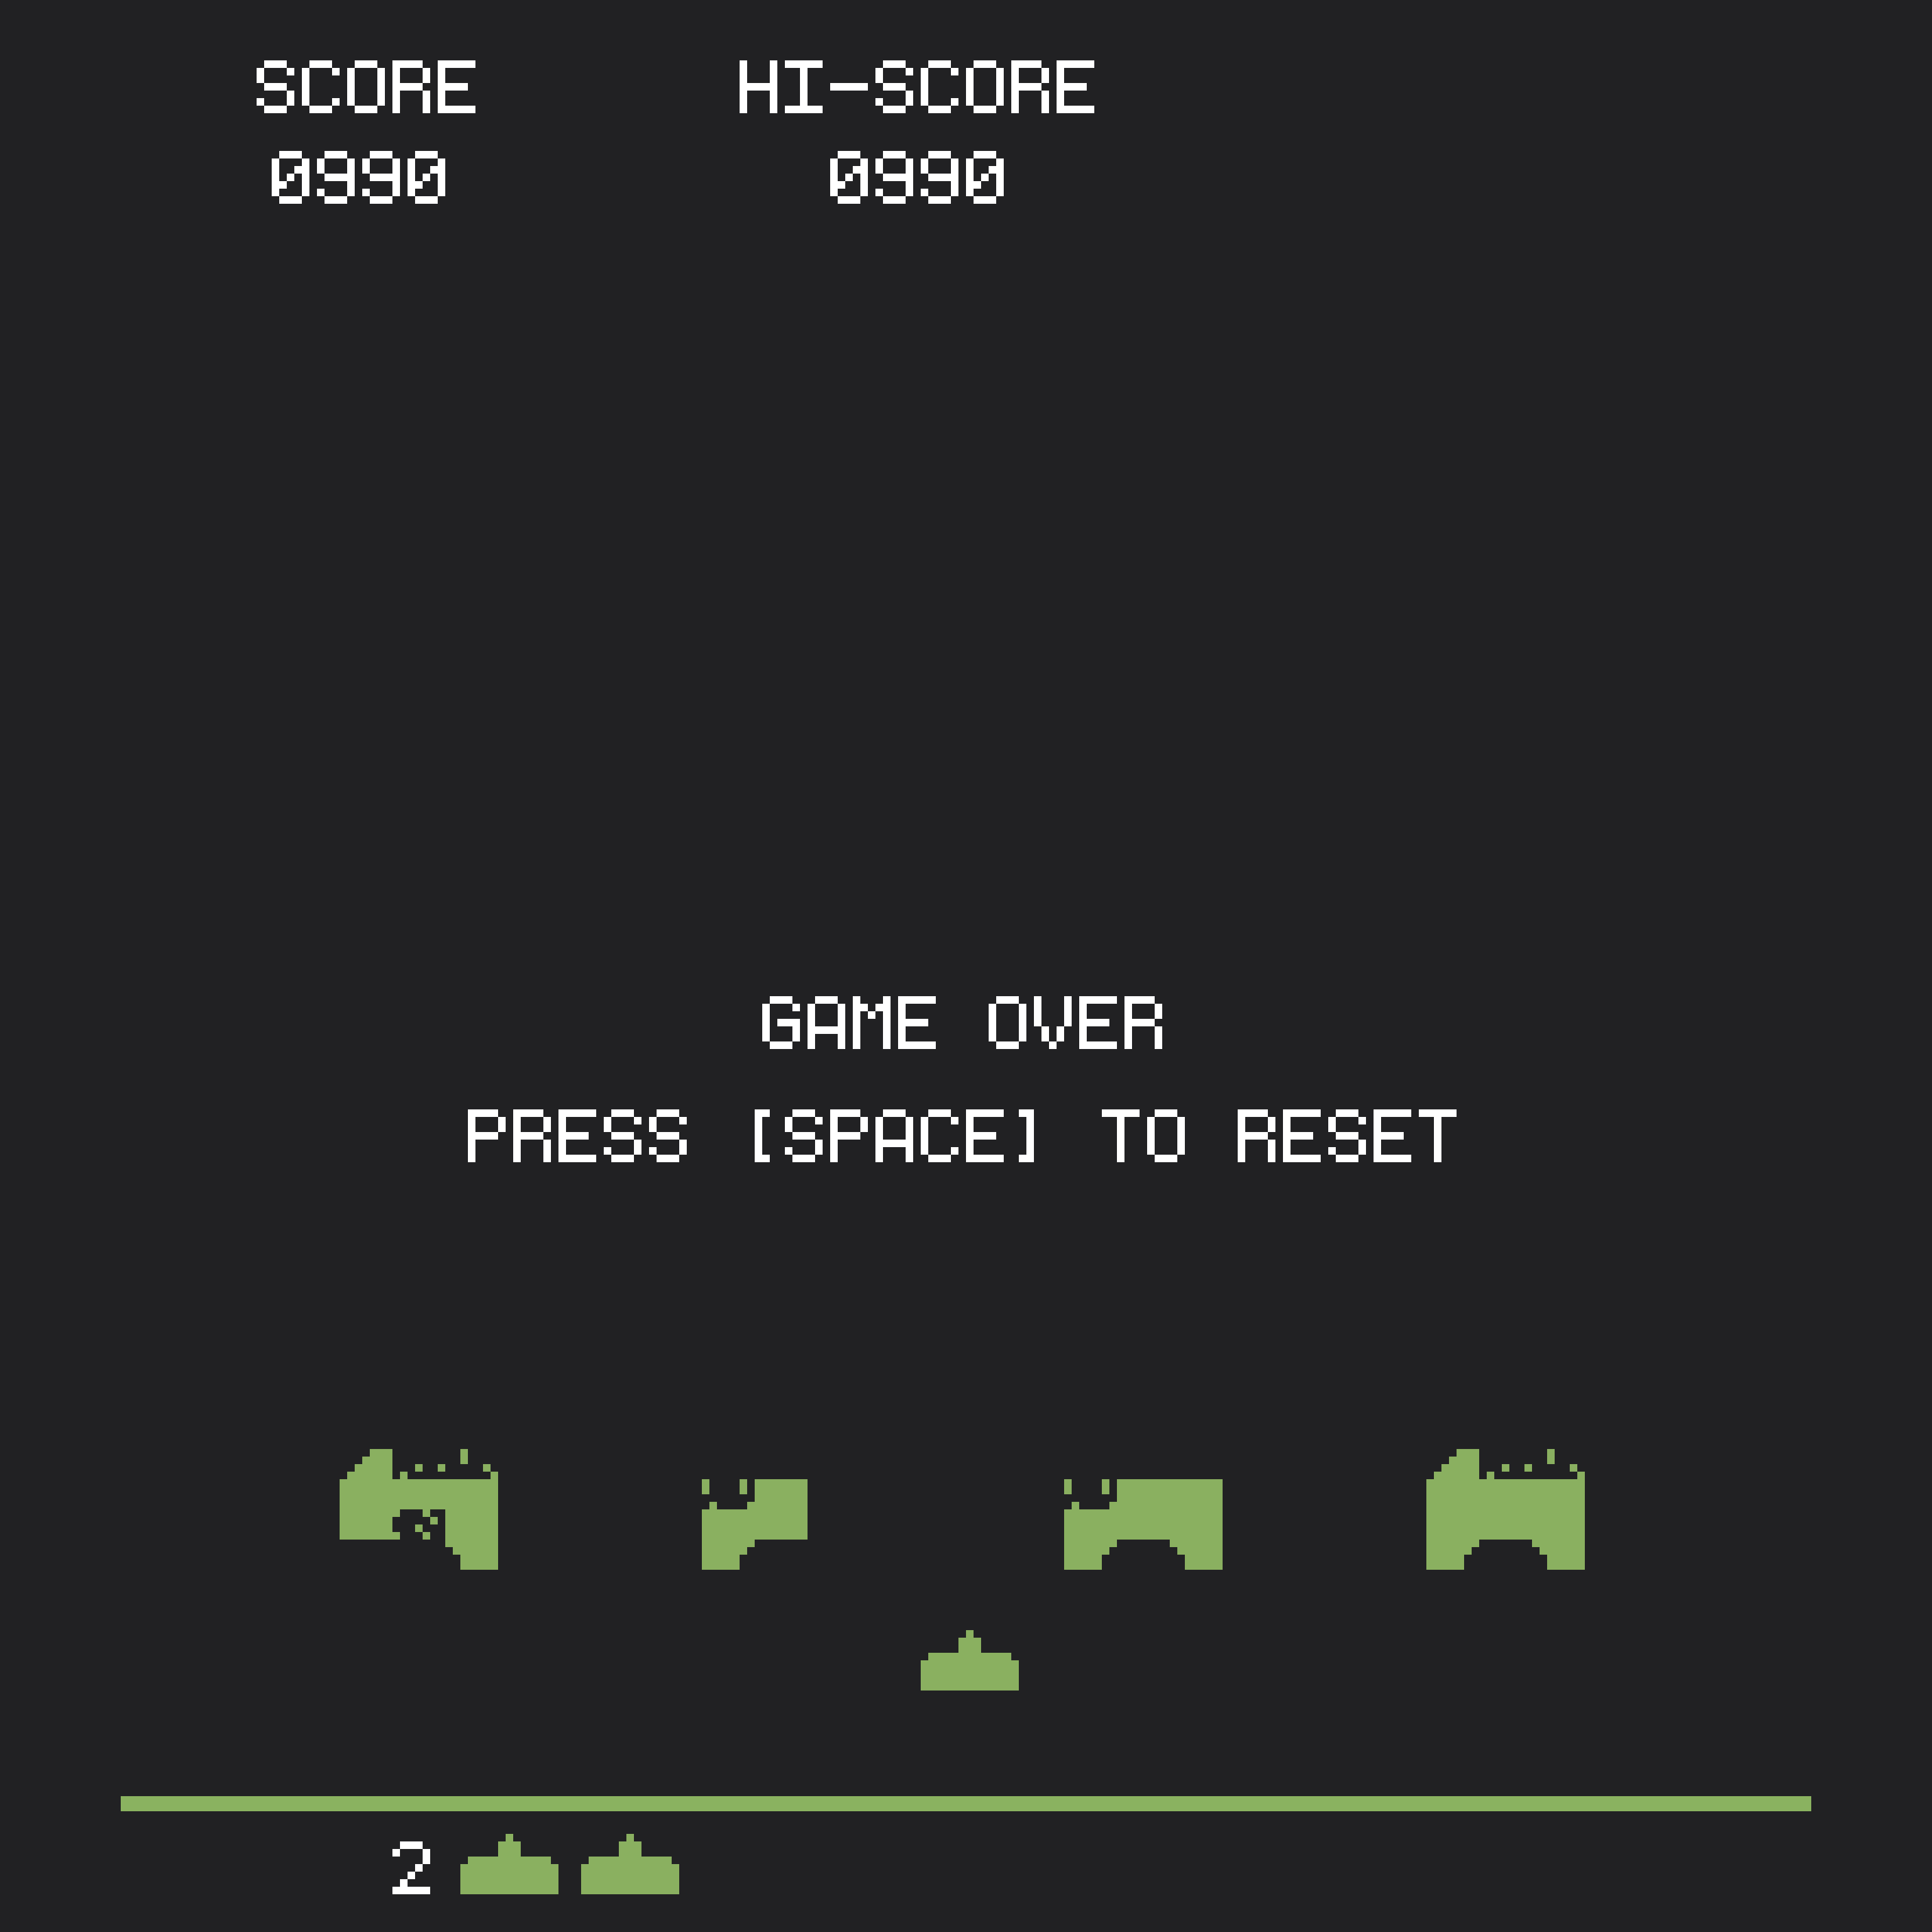 SCORE HI-SCORE
0990 0990
GAME OVER
PRESS [SPACE] TO RESET
2